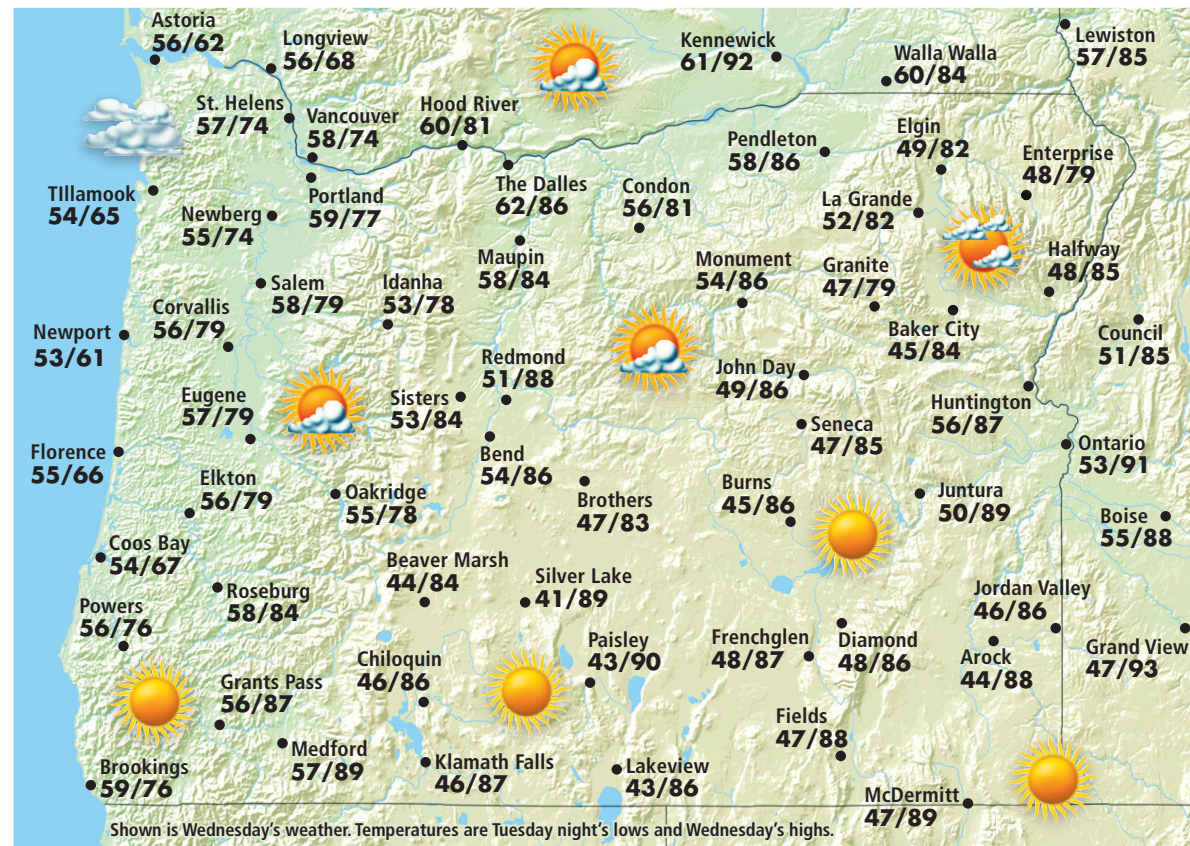 Astoria
56/62
Longview
56/68
Kennewick
61/92
Walla Walla
60/84
Lewiston
57/85
St. Helens
57/74
Vancouver
58/74
Hood River
60/81
Pendleton
58/86
Elgin
49/82
Enterprise
48/79
TIllamook
54/65
Newberg
55/74
Portland
59/77
The Dalles
62/86
Condon
56/81
La Grande
52/82
Maupin
58/84
Monument
54/86
Granite
47/79
Halfway
48/85
Salem
58/79
Idanha
53/78
Corvallis
56/79
Newport
53/61
Baker City
45/84
Council
51/85
Redmond
51/88
John Day
49/86
Eugene
57/79
Sisters
53/84
Huntington
56/87
Seneca
47/85
Florence
55/66
Bend
54/86
Ontario
53/91
Elkton
56/79
Oakridge
55/78
Brothers
47/83
Burns
45/86
Juntura
50/89
Boise
55/88
Coos Bay
54/67
Beaver Marsh
44/84
Silver Lake
41/89
Roseburg
58/84
Jordan Valley
46/86
Powers
56/76
Paisley
43/90
Frenchglen
48/87
Diamond
48/86
Arock
44/88
Grand View
47/93
Chiloquin
46/86
Grants Pass
56/87
Fields
47/88
Medford
57/89
Klamath Falls
46/87
Lakeview
43/86
Brookings
59/76
McDermitt
47/89
Shown is Wednesday's weather. Temperatures are Tuesday night's lows and Wednesday's highs.